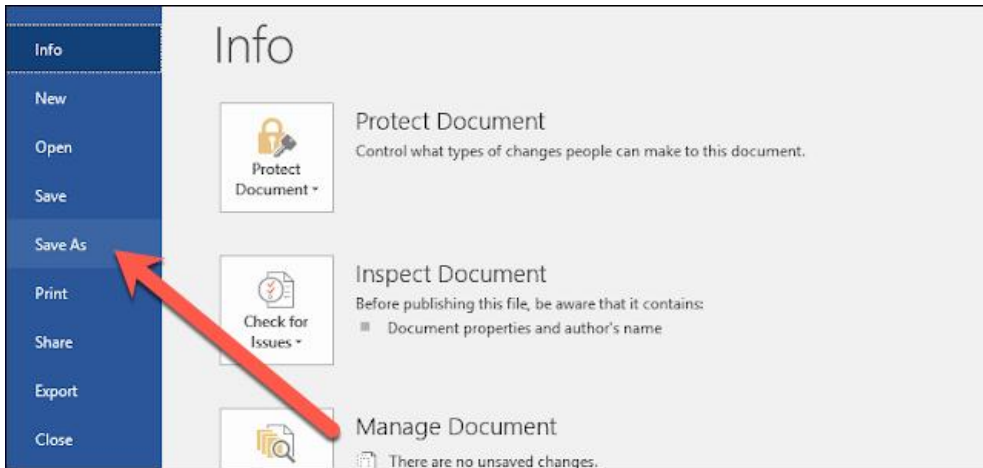 Info
New
Open
Save
Save As
Print
Share
Export
Close
Info
Protect
Document
Protect Document
Control what types of changes people can make to this document.
Check for
Issues
Inspect Document
Before publishing this file, be aware that it contains:
Document properties and author's name
Manage Document
There are no unsaved changes.